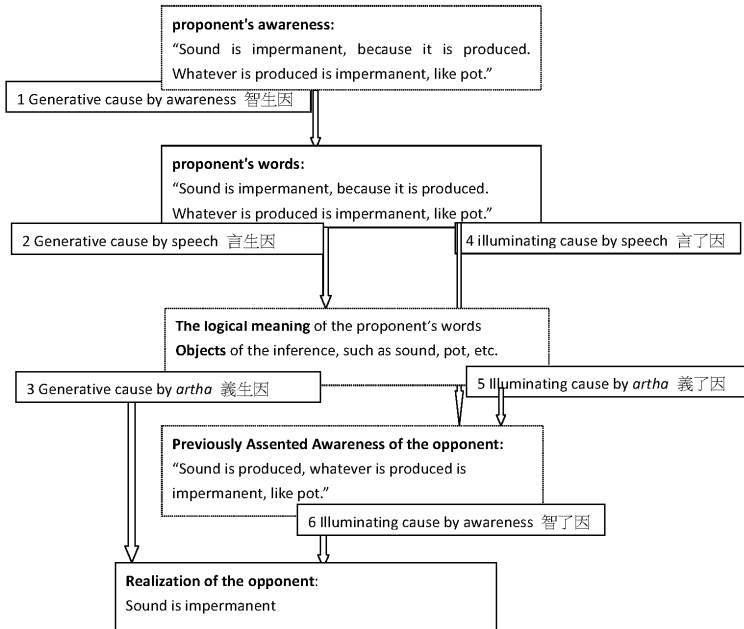 proponent's awareness:
“Sound is impermanent, because it is produced.
Whatever is produced is impermanent, like pot.”
1 Generative cause by awareness 智生因
proponent's words:
“Sound is impermanent, because it is produced.
Whatever is produced is impermanent, like pot.”
2 Generative cause by speech 言生因
4 illuminating cause by speech 言了因
The logical meaning of the proponent’s words
Objects of the inference, such as sound, pot, etc.
3 Generative cause by artha 義生因
5 Illuminating cause by artha 義了因
Previously Assented Awareness of the opponent:
“Sound is produced, whatever is produced is
impermanent, like pot.”
6 Illuminating cause by awareness 智了因
Realization of the opponent:
Sound is impermanent